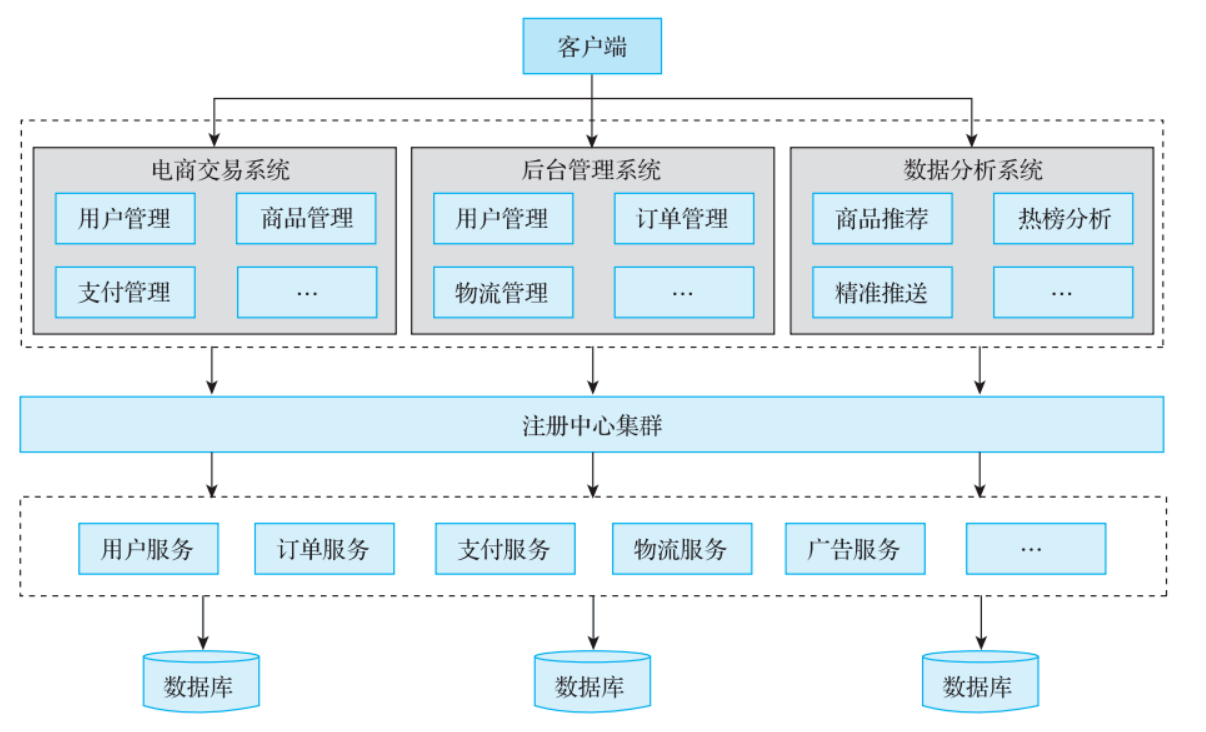 客户端
电商交易系统
用户管理
商品管理
支付管理
…
后台管理系统
用户管理
订单管理
物流管理
…
数据分析系统
商品推荐
热榜分析
精准推送
…
注册中心集群
用户服务
订单服务
支付服务
物流服务
广告服务
…
数据库
数据库
数据库